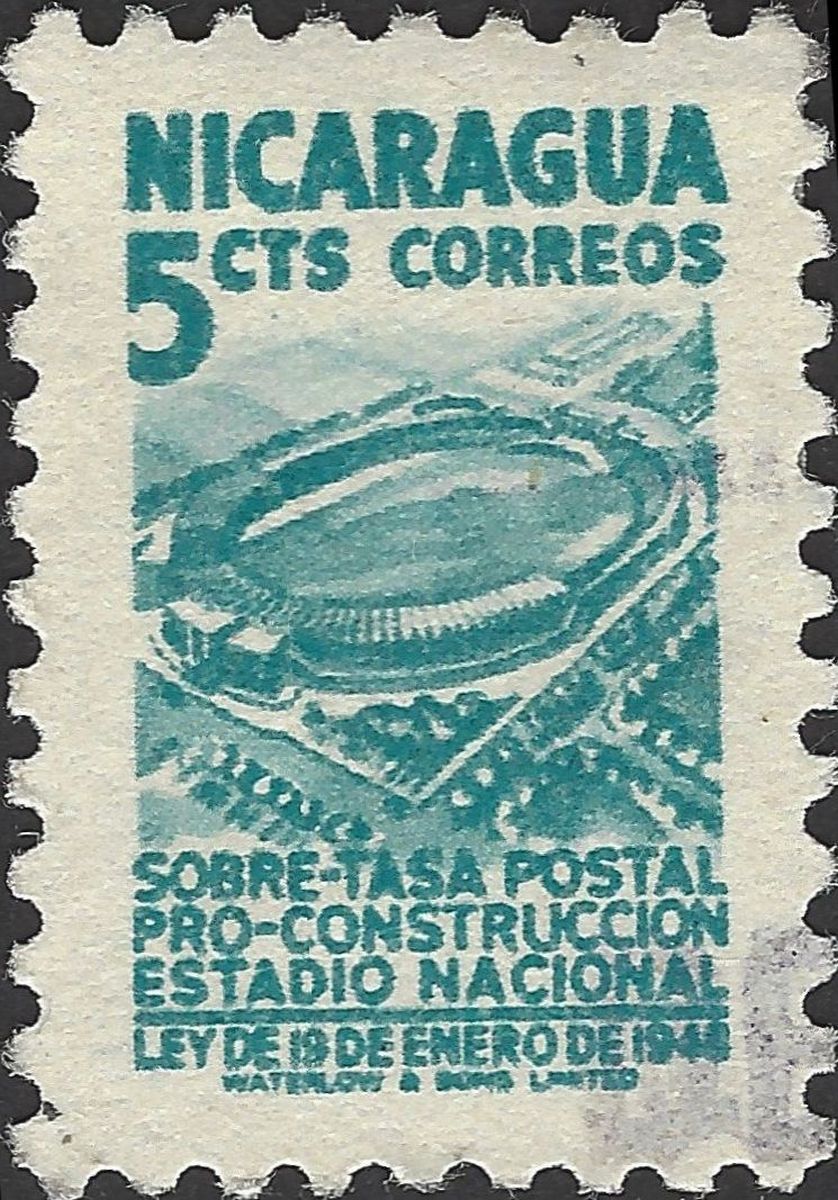 NICARAGUA
5 CTS CORREOS
SOBRE-TASA POSTAL
PRO-CONSTRUCCION
ESTADIO NACIONAL
LEY DE 19 DE ENERO DE 1948
WATERLOW & SONS LIMITED